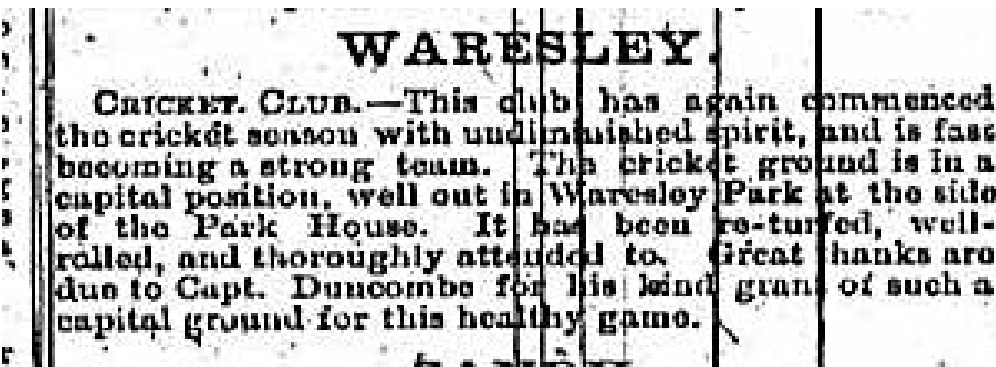 WARESLEY.
CRICKET. CLUB.—This club has again commenced
the cricket season with undiminished spirit, and is fast
becoming a strong team. The cricket ground is in a
capital position, well out in Waresley Park at the side
of the Park House. It has been re-turfed, well-
rolled, and thoroughly attended to. Great thanks are
due to Capt. Duncombe for his kind grant of such a
capital ground for this healthy game.